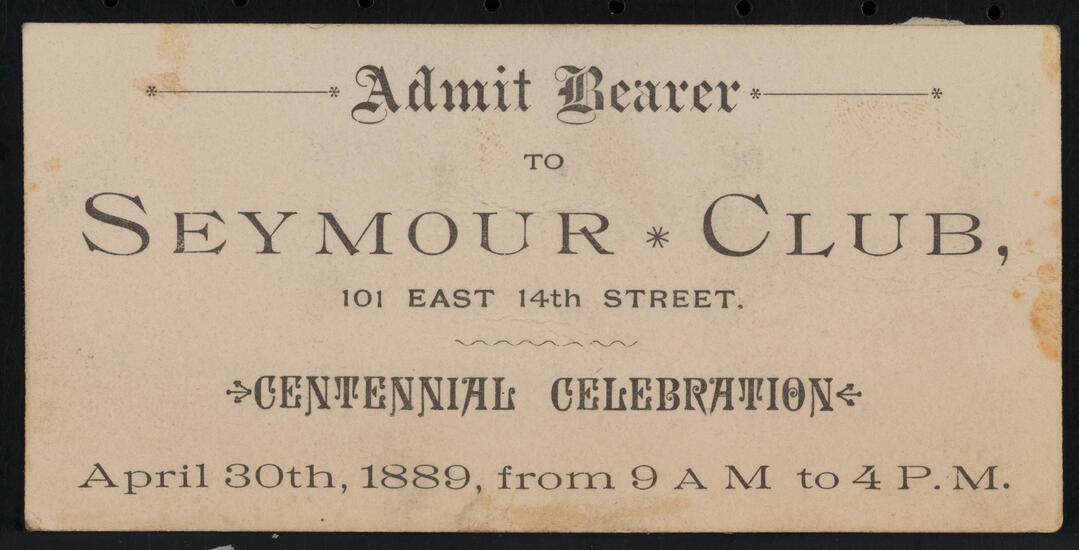 Admit Bearer
TO
SEYMOUR * CLUB,
101 EAST 14th STREET.
CENTENNIAL CELEBRATION
April 30th, 1889, from 9 A M to 4 P. M.